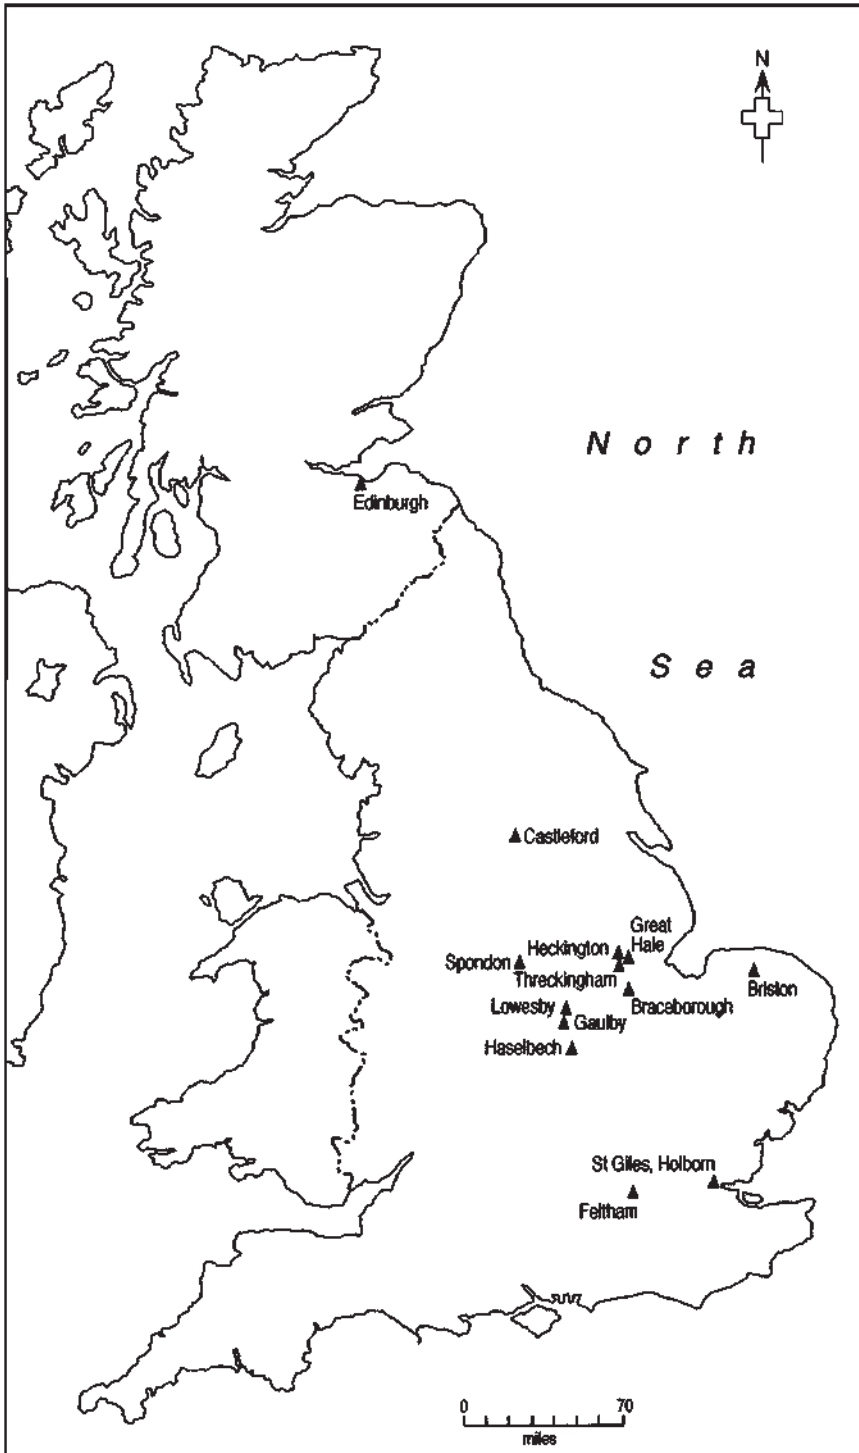 N
North
Edinburgh
Sea
Castleford
Great
Hale
Heckington
Spondon
Threckingham
Briston
Braceborough
Lowesby
Gaulby
Haselbech
St Giles, Holborn
Feltham
0 70
miles